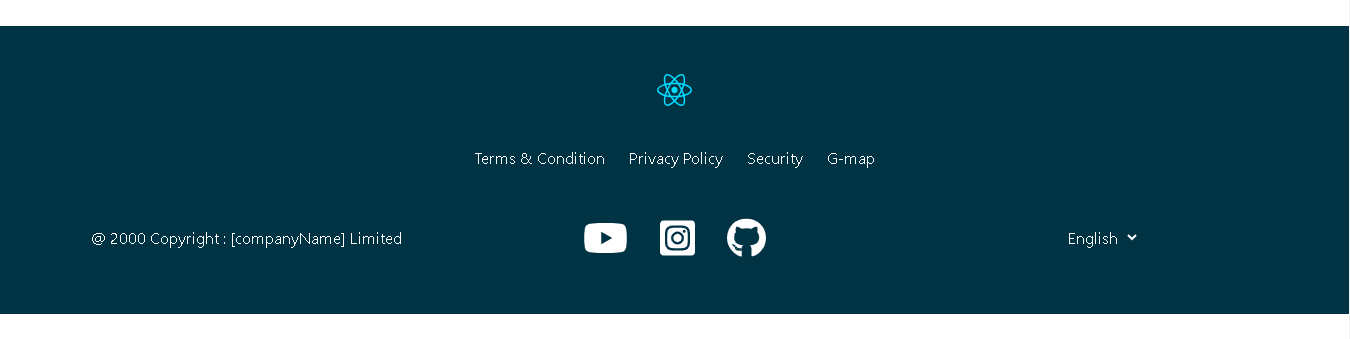 Terms & Condition Privacy Policy Security G-map
@ 2000 Copyright : [companyName] Limited English